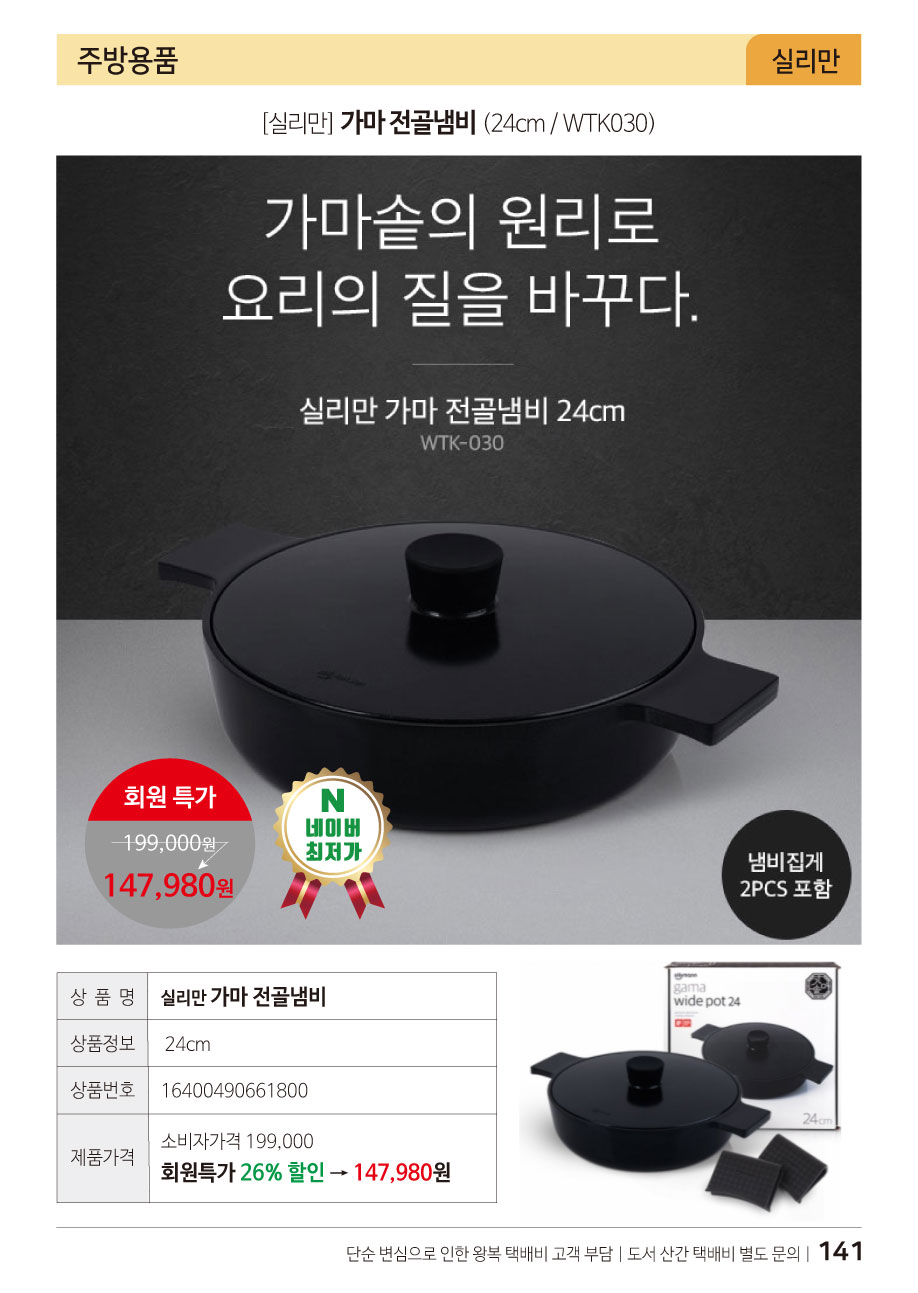 주방용품
실리만
[실리만] 가마 전골냄비 (24cm / WTK030)
가마솥의 원리로
요리의 질을 바꾸다.
실리만 가마 전골냄비 24cm
WTK-030
회원 특가
199,000원
147,980원
N
네이버
최저가
냄비집게
2PCS 포함
상 품 명 실리만 가마 전골냄비
상품정보 24cm
상품번호 16400490661800
제품가격 소비자가격 199,000
회원특가 26% 할인 → 147,980원
gama
wide pot 24
24cm
단순 변심으로 인한 왕복 택배비 고객 부담 | 도서 산간 택배비 별도 문의 | 141